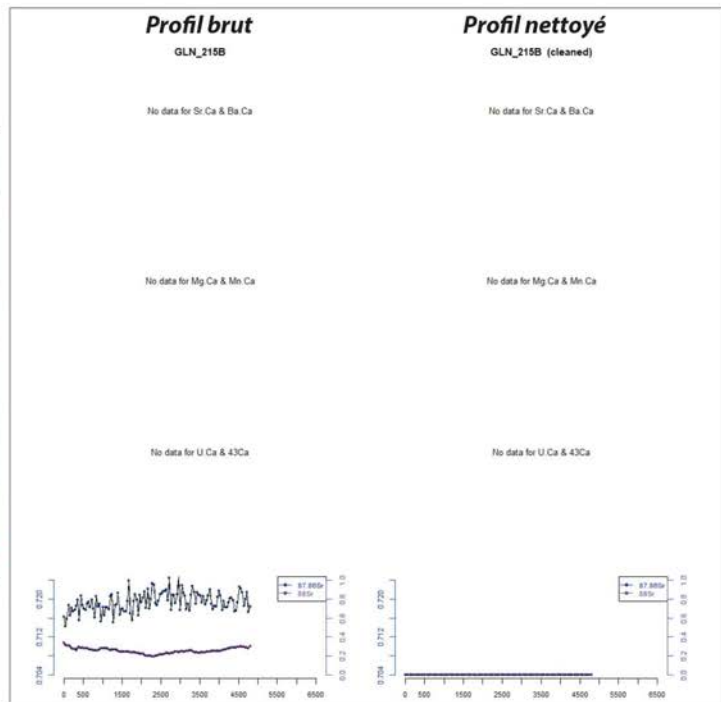 Profil brut
GLN_215B
No data for Sr.Ca & Ba.Ca
No data for Mg.Ca & Mn.Ca
No data for U.Ca & 43Ca
87.86Sr
88Sr
0.720
0.712
0.704
1.0
0.8
0.6
0.4
0.2
0.0
0 500 1500 2500 3500 4500 5500 6500
Profil nettoyé
GLN_215B (cleaned)
No data for Sr.Ca & Ba.Ca
No data for Mg.Ca & Mn.Ca
No data for U.Ca & 43Ca
87.86Sr
88Sr
0.720
0.712
0.704
1.0
0.8
0.6
0.4
0.2
0.0
0 500 1500 2500 3500 4500 5500 6500